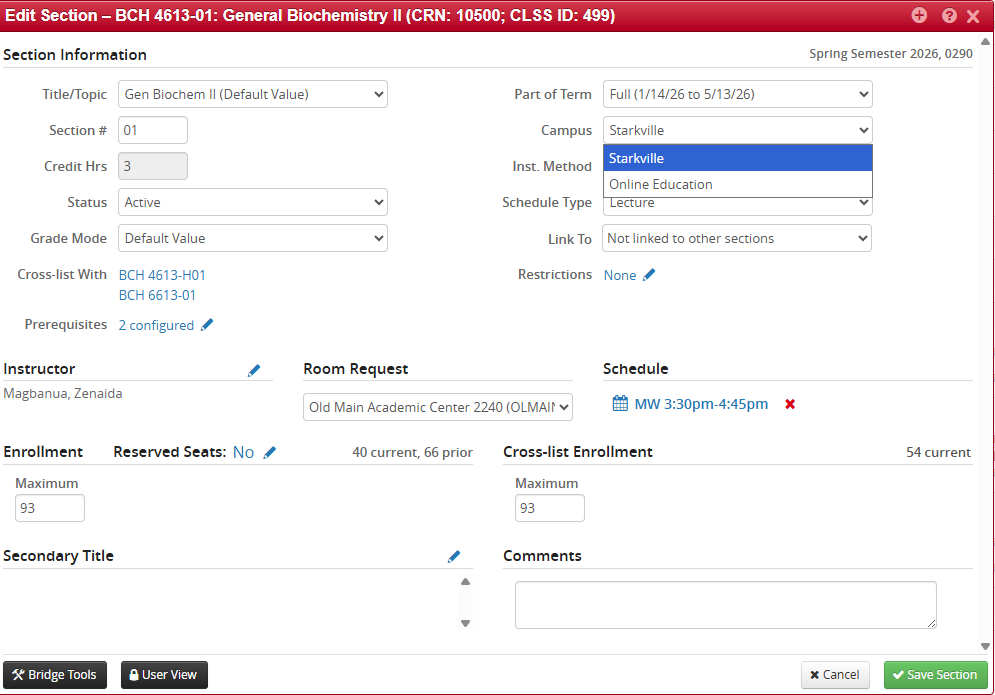 Edit Section – BCH 4613-01: General Biochemistry II (CRN: 10500; CLSS ID: 499)
Section Information
Spring Semester 2026, 0290
Title/Topic Gen Biochem II (Default Value)
Part of Term Full (1/14/26 to 5/13/26)
Section # 01
Campus Starkville
Starkville
Credit Hrs 3
Inst. Method
Online Education
Status Active
Schedule Type Lecture
Grade Mode Default Value
Link To Not linked to other sections
Cross-list With BCH 4613-H01
BCH 6613-01
Restrictions None
Prerequisites 2 configured
Instructor
Magbanua, Zenaida
Room Request
Old Main Academic Center 2240 (OLMAIN
Schedule
MW 3:30pm-4:45pm
Enrollment
Reserved Seats: No
40 current, 66 prior
Maximum
93
Cross-list Enrollment
54 current
Maximum
93
Secondary Title
Comments
Bridge Tools
User View
Cancel
Save Section